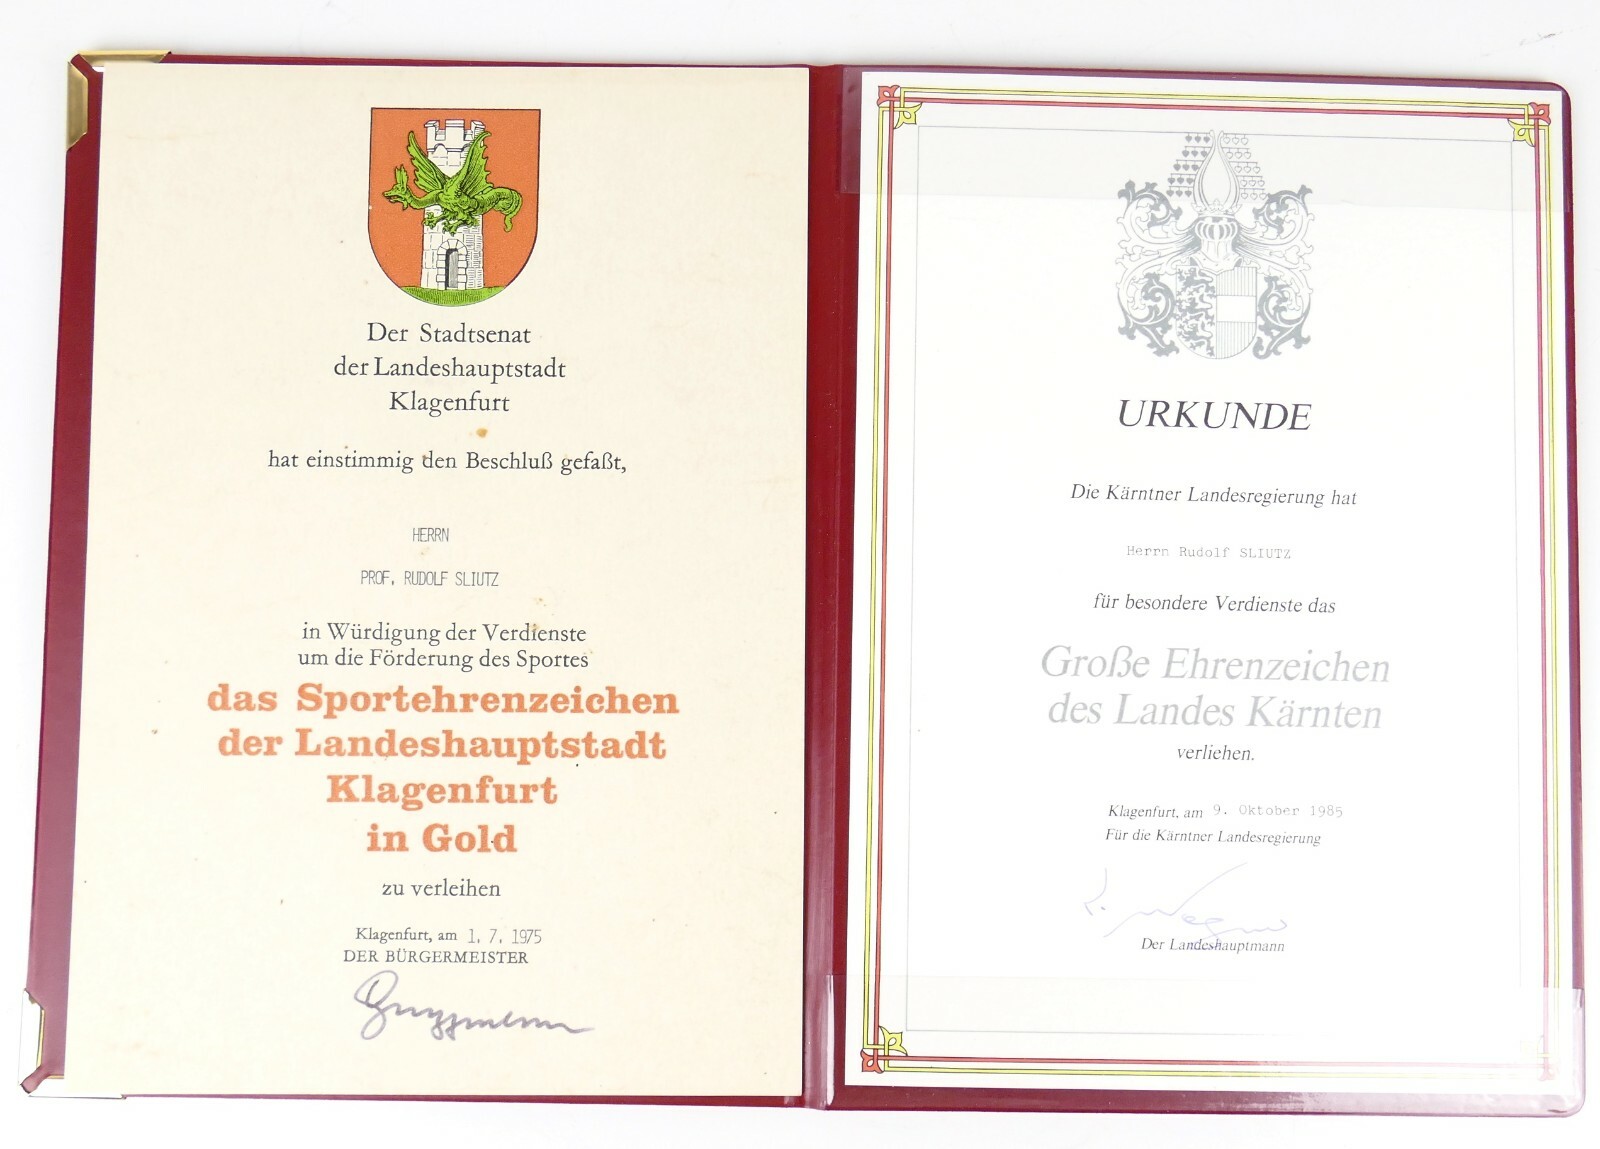 Der Stadtsenat
der Landeshauptstadt
Klagenfurt
hat einstimmig den Beschluß gefaßt,
HERRN
PROF. RUDOLF SLIUTZ
in Würdigung der Verdienste
um die Förderung des Sportes
das Sportehrenzeichen
der Landeshauptstadt
Klagenfurt
in Gold
zu verleihen
Klagenfurt, am 1. 7. 1975
DER BÜRGERMEISTER
URKUNDE
Die Kärntner Landesregierung hat
Herrn Rudolf SLIUTZ
für besondere Verdienste das
Große Ehrenzeichen
des Landes Kärnten
verliehen.
Klagenfurt, am 9. Oktober 1985
Für die Kärntner Landesregierung
Der Landeshauptmann